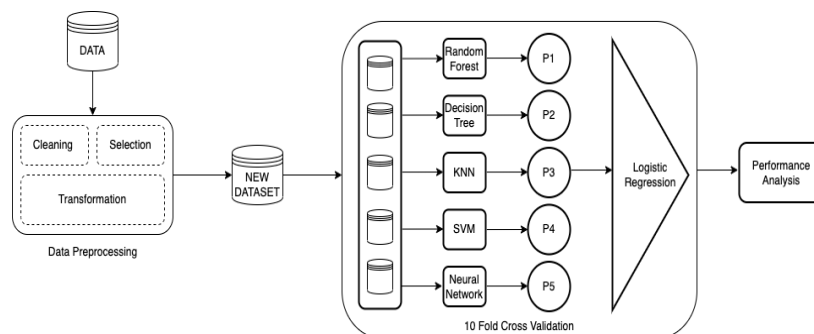 DATA
Cleaning
Selection
Transformation
Data Preprocessing
NEW
DATASET
Random
Forest
P1
Decision
Tree
P2
KNN
P3
SVM
P4
Neural
Network
P5
Logistic
Regression
10 Fold Cross Validation
Performance
Analysis